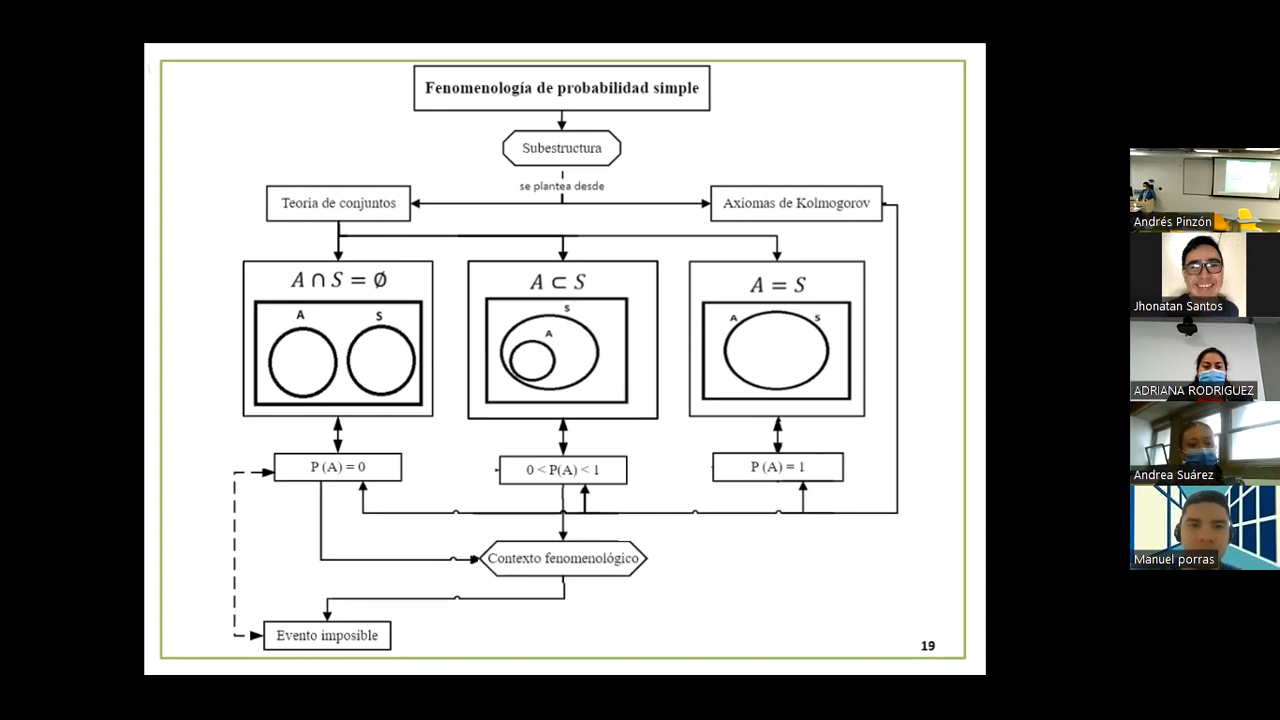 Fenomenología de probabilidad simple
Subestructura
se plantea desde
Teoria de conjuntos
Axiomas de Kolmogorov
A ∩ S = ∅
A ⊂ S
A = S
A
S
S
A
A
S
P (A) = 0
0 < P(A) < 1
P (A) = 1
Contexto fenomenológico
Evento imposible
19
Andrés Pinzón
Jhonatan Santos
ADRIANA RODRIGUEZ
Andrea Suárez
Manuel porras